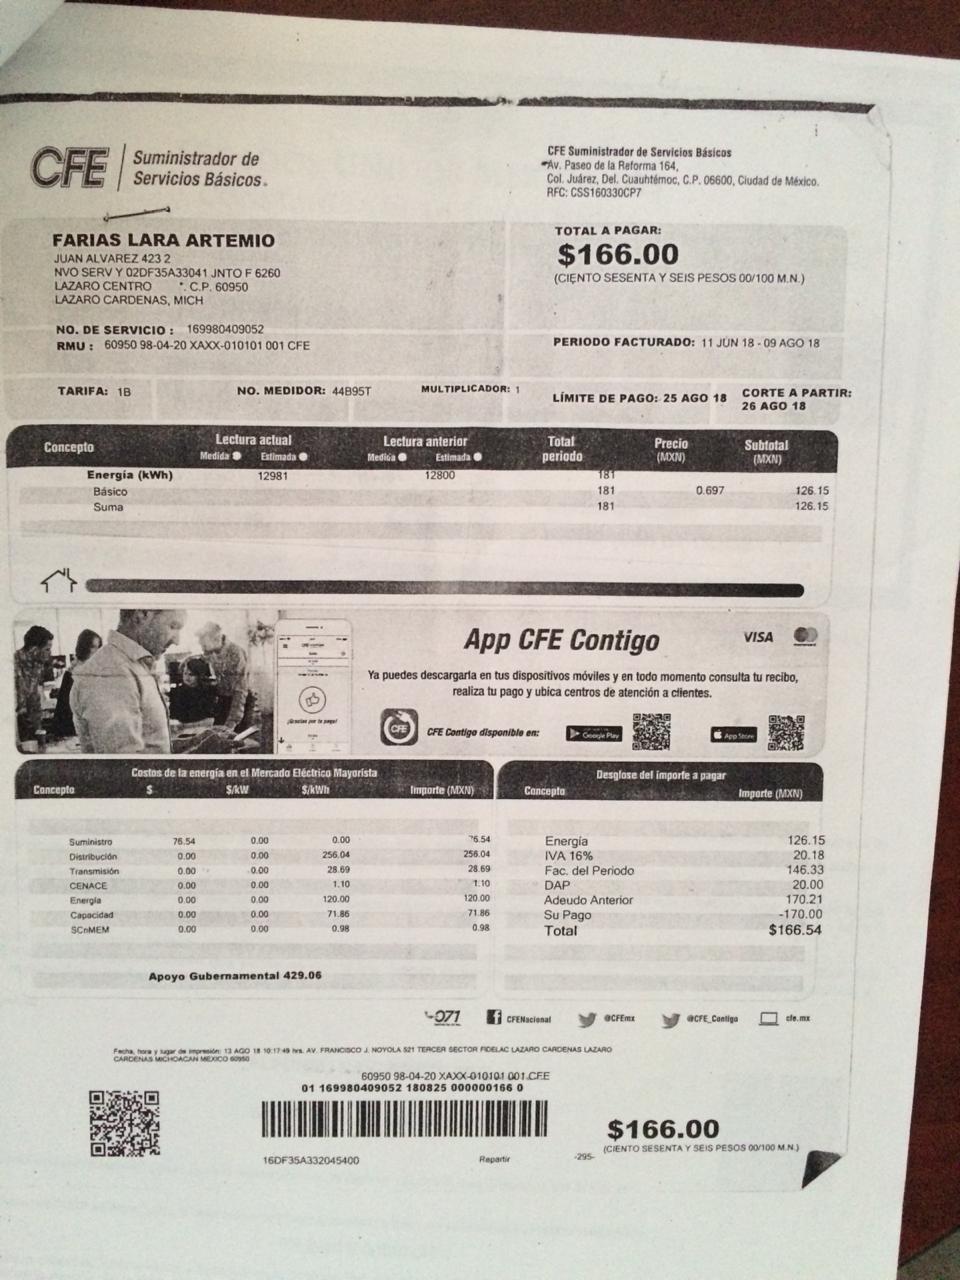 CFE
Suministrador de
Servicios Básicos.
CFE Suministrador de Servicios Básicos
Av. Paseo de la Reforma 164,
Col. Juárez, Del. Cuauhtémoc, C.P. 06600, Ciudad de México.
RFC: CSS160330CP7
FARIAS LARA ARTEMIO
JUAN ALVAREZ 423 2
NVO SERV Y 02DF35A33041 JNTO F 6260
LAZARO CENTRO C.P. 60950
LAZARO CARDENAS, MICH
TOTAL A PAGAR:
$166.00
(CIENTO SESENTA Y SEIS PESOS 00/100 M.N.)
NO. DE SERVICIO : 169980409052
RMU : 60950 98-04-20 XAXX-010101 001 CFE
PERIODO FACTURADO: 11 JUN 18 - 09 AGO 18
TARIFA: 1B NO. MEDIDOR: 44B95T MULTIPLICADOR: 1
LÍMITE DE PAGO: 25 AGO 18 CORTE A PARTIR:
26 AGO 18
Concepto Lectura actual Lectura anterior Total periodo Precio (MXN) Subtotal (MXN)
Medida Estimada Medida Estimada
Energía (kWh) 12981 12800 181
Básico 181 0.697 126.15
Suma 181 126.15
App CFE Contigo
VISA
Ya puedes descargarla en tus dispositivos móviles y en todo momento consulta tu recibo,
realiza tu pago y ubica centros de atención a clientes.
¡Gracias por tu pago!
CFE
CFE Contigo disponible en: Google Play App Store
Costos de la energía en el Mercado Eléctrico Mayorista
Concepto $ $/kW $/kWh Importe (MXN)
Suministro 76.54 0.00 0.00 76.54
Distribución 0.00 0.00 256.04 256.04
Transmisión 0.00 0.00 28.69 28.69
CENACE 0.00 0.00 1.10 1.10
Energía 0.00 0.00 120.00 120.00
Capacidad 0.00 0.00 71.86 71.86
SCnMEM 0.00 0.00 0.98 0.98
Apoyo Gubernamental 429.06
Desglose del importe a pagar
Concepto Importe (MXN)
Energía 126.15
IVA 16% 20.18
Fac. del Periodo 146.33
DAP 20.00
Adeudo Anterior 170.21
Su Pago -170.00
Total $166.54
071 CFENacional @CFEmx @CFE_Contigo cfe.mx
Fecha, hora y lugar de impresión: 13 AGO 18 10:17:49 hrs. AV. FRANCISCO J. NOYOLA 521 TERCER SECTOR FIDELAC LAZARO CARDENAS LAZARO
CARDENAS MICHOACAN MEXICO 60950
60950 98-04-20 XAXX-010101 001 CFE
01 169980409052 180825 000000166 0
$166.00
(CIENTO SESENTA Y SEIS PESOS 00/100 M.N.)
16DF35A332045400 Repartir -295-